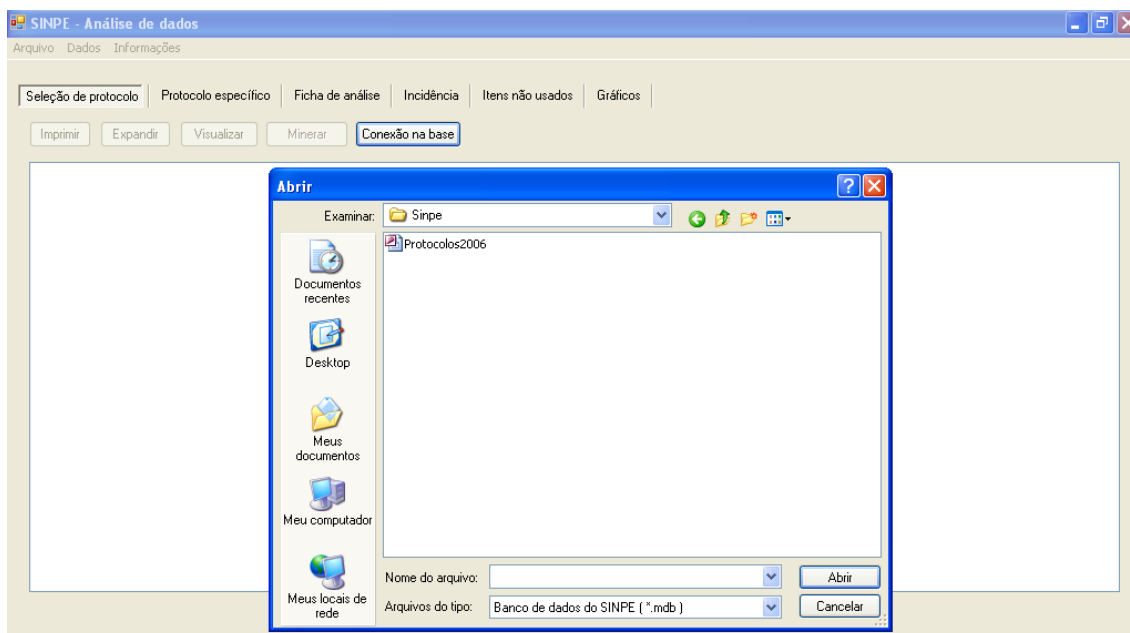 SINPE - Análise de dados
Arquivo Dados Informações
Seleção de protocolo Protocolo específico Ficha de análise Incidência Itens não usados Gráficos
Imprimir Expandir Visualizar Minerar Conexão na base
Abrir
Examinar: Sinpe
Protocolos2006
Documentos
recentes
Desktop
Meus
documentos
Meu computador
Meus locais de
rede
Nome do arquivo: Abrir
Arquivos do tipo: Banco de dados do SINPE ( *.mdb ) Cancelar